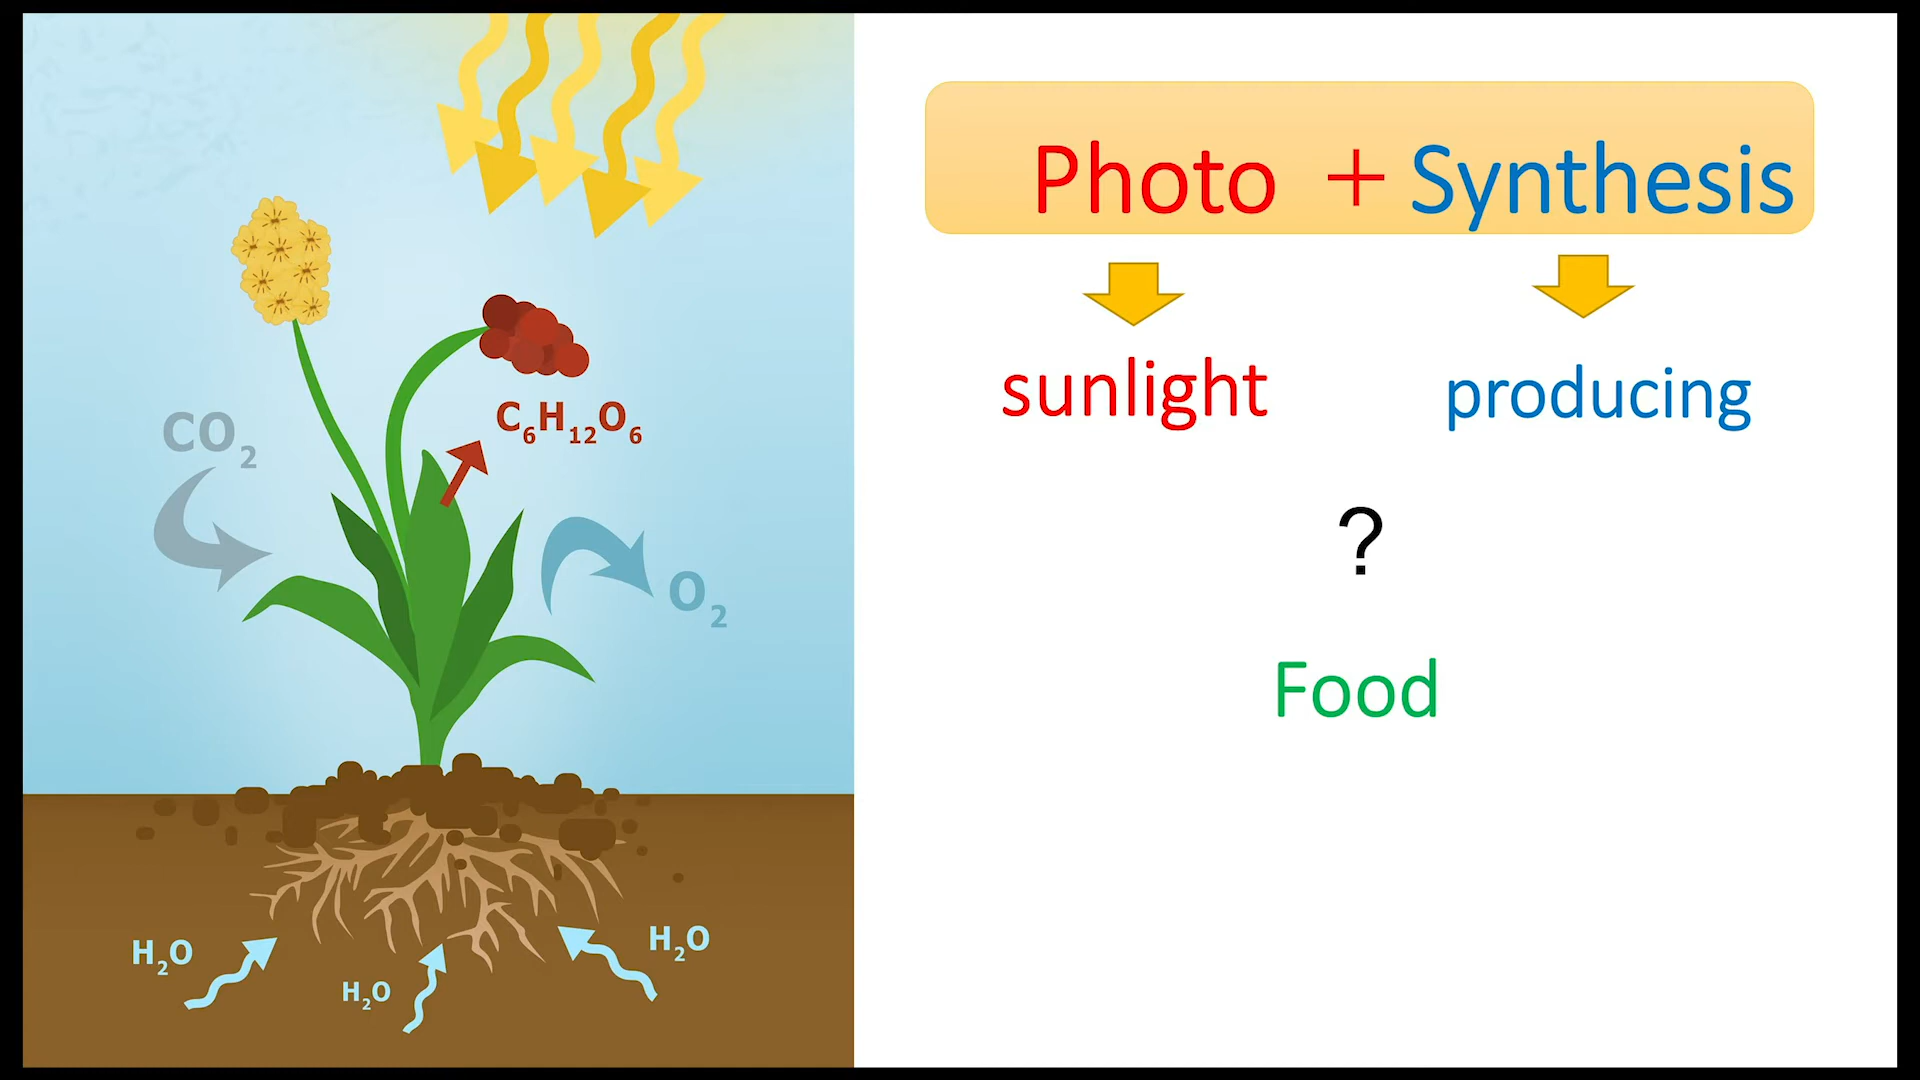 Photo + Synthesis
sunlight
producing
?
Food
C₆H₁₂O₆
CO₂
O₂
H₂O
H₂O
H₂O